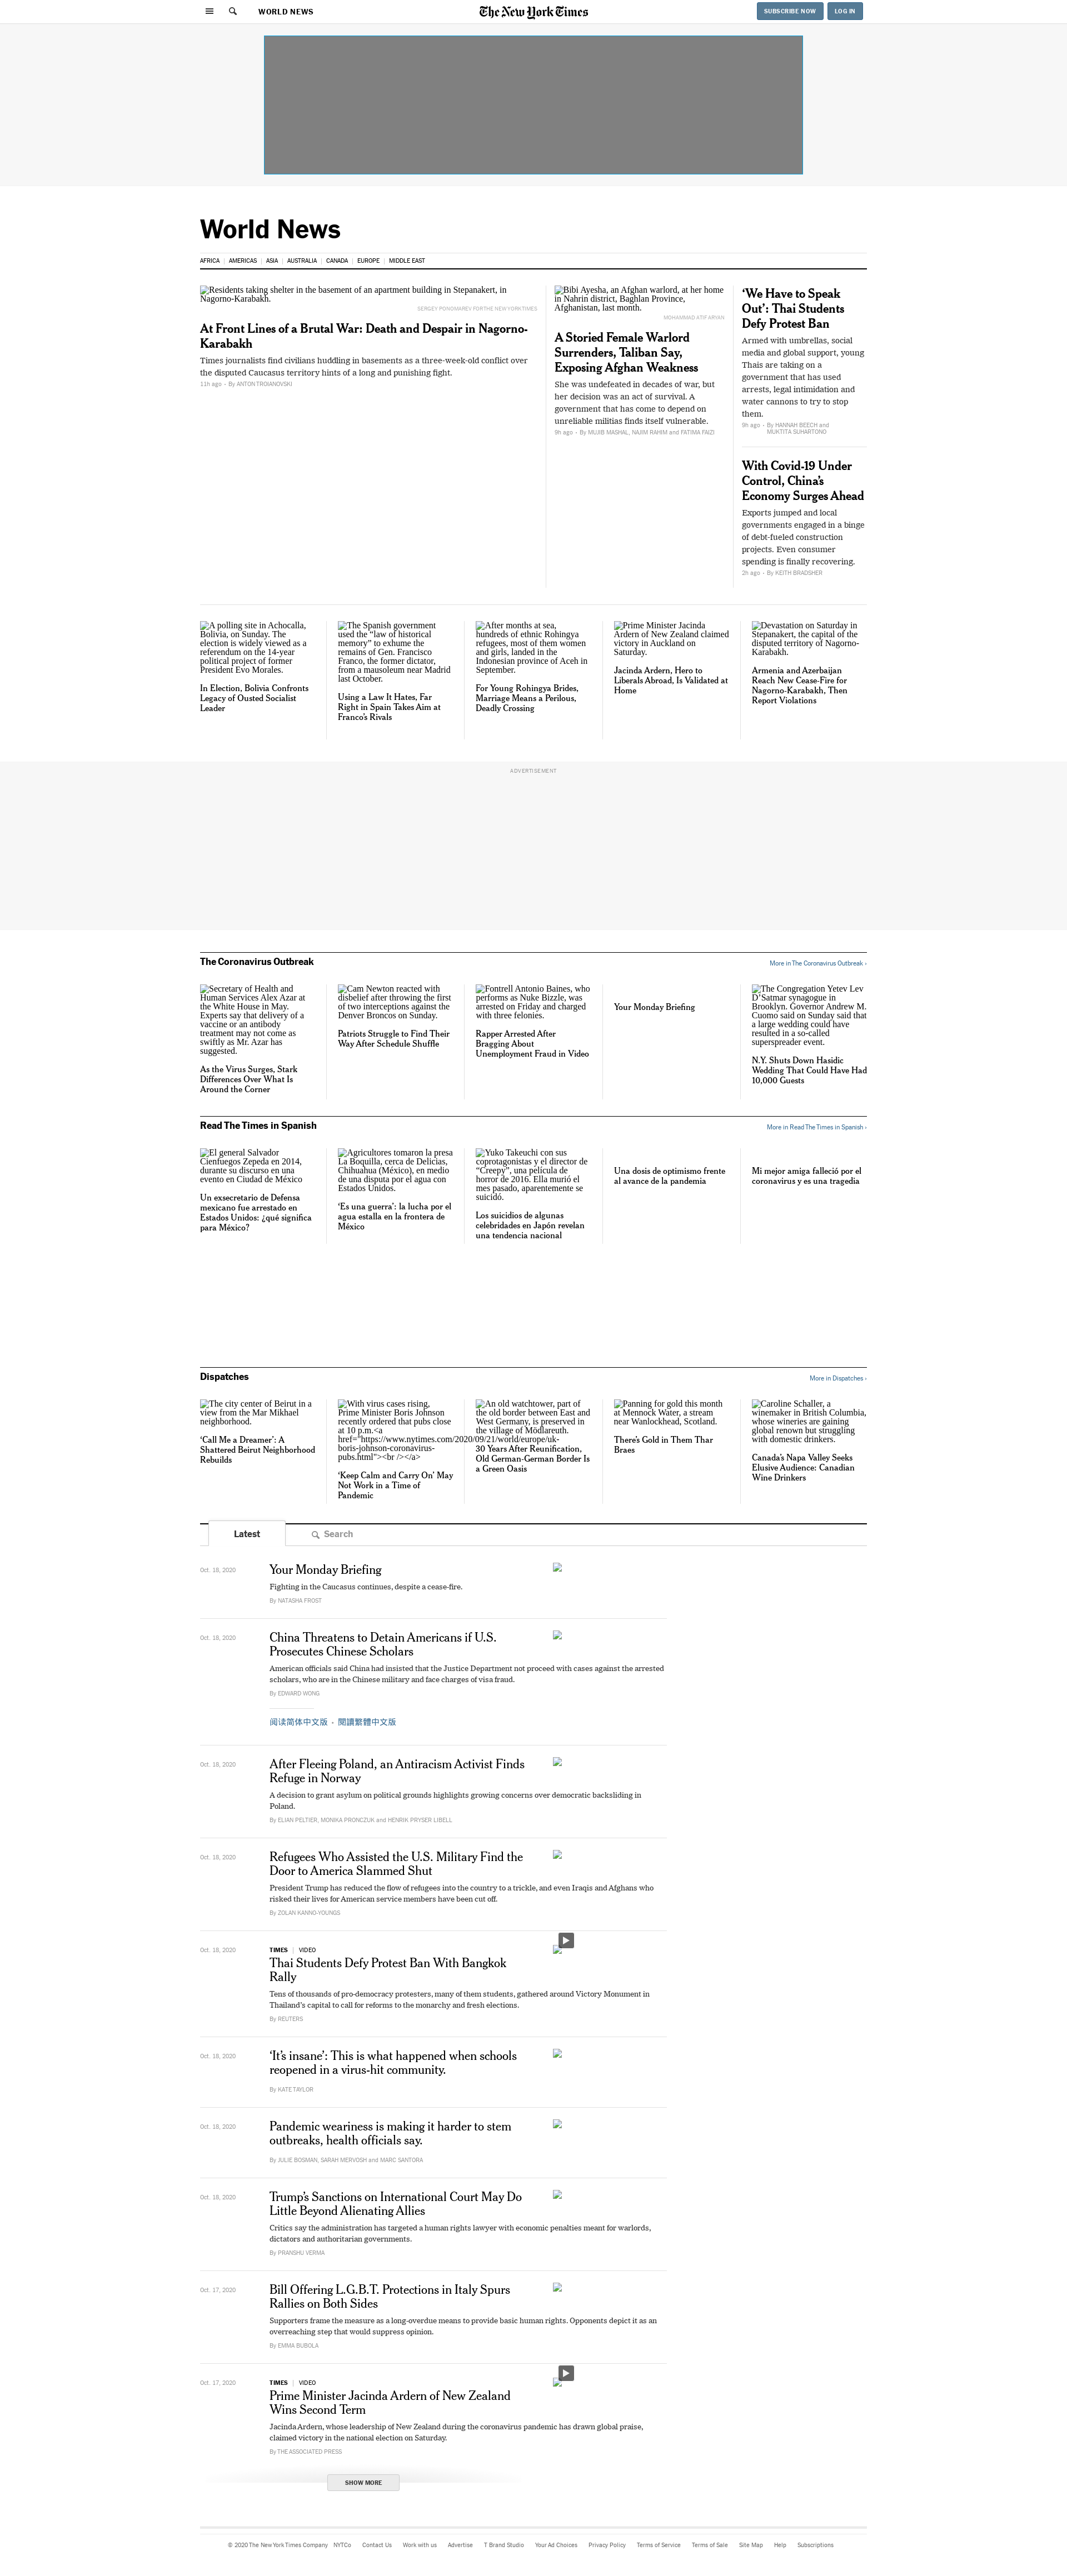 WORLD NEWS
The New York Times
SUBSCRIBE NOW
LOG IN
World News
AFRICA
AMERICAS
ASIA
AUSTRALIA
CANADA
EUROPE
MIDDLE EAST
Residents taking shelter in the basement of an apartment building in Stepanakert, in
Nagorno-Karabakh.
SERGEY PONOMAREV FOR THE NEW YORK TIMES
At Front Lines of a Brutal War: Death and Despair in Nagorno-
Karabakh
Times journalists find civilians huddling in basements as a three-week-old conflict over
the disputed Caucasus territory hints of a long and punishing fight.
11h ago • By ANTON TROIANOVSKI
Bibi Ayesha, an Afghan warlord, at her home
in Nahrin district, Baghlan Province,
Afghanistan, last month.
MOHAMMAD ATIF ARYAN
A Storied Female Warlord
Surrenders, Taliban Say,
Exposing Afghan Weakness
She was undefeated in decades of war, but
her decision was an act of survival. A
government that has come to depend on
unreliable militias finds itself vulnerable.
9h ago • By MUJIB MASHAL, NAJIM RAHIM and FATIMA FAIZI
‘We Have to Speak
Out’: Thai Students
Defy Protest Ban
Armed with umbrellas, social
media and global support, young
Thais are taking on a
government that has used
arrests, legal intimidation and
water cannons to try to stop
them.
9h ago • By HANNAH BEECH and
MUKTITA SUHARTONO
With Covid-19 Under
Control, China’s
Economy Surges Ahead
Exports jumped and local
governments engaged in a binge
of debt-fueled construction
projects. Even consumer
spending is finally recovering.
2h ago • By KEITH BRADSHER
A polling site in Achocalla,
Bolivia, on Sunday. The
election is widely viewed as a
referendum on the 14-year
political project of former
President Evo Morales.
In Election, Bolivia Confronts
Legacy of Ousted Socialist
Leader
The Spanish government
used the “law of historical
memory” to exhume the
remains of Gen. Francisco
Franco, the former dictator,
from a mausoleum near Madrid
last October.
Using a Law It Hates, Far
Right in Spain Takes Aim at
Franco’s Rivals
After months at sea,
hundreds of ethnic Rohingya
refugees, most of them women
and girls, landed in the
Indonesian province of Aceh in
September.
For Young Rohingya Brides,
Marriage Means a Perilous,
Deadly Crossing
Prime Minister Jacinda
Ardern of New Zealand claimed
victory in Auckland on
Saturday.
Jacinda Ardern, Hero to
Liberals Abroad, Is Validated at
Home
Devastation on Saturday in
Stepanakert, the capital of the
disputed territory of Nagorno-
Karabakh.
Armenia and Azerbaijan
Reach New Cease-Fire for
Nagorno-Karabakh, Then
Report Violations
ADVERTISEMENT
The Coronavirus Outbreak
More in The Coronavirus Outbreak ›
Secretary of Health and
Human Services Alex Azar at
the White House in May.
Experts say that delivery of a
vaccine or an antibody
treatment may not come as
swiftly as Mr. Azar has
suggested.
As the Virus Surges, Stark
Differences Over What Is
Around the Corner
Cam Newton reacted with
disbelief after throwing the first
of two interceptions against the
Denver Broncos on Sunday.
Patriots Struggle to Find Their
Way After Schedule Shuffle
Fontrell Antonio Baines, who
performs as Nuke Bizzle, was
arrested on Friday and charged
with three felonies.
Rapper Arrested After
Bragging About
Unemployment Fraud in Video
Your Monday Briefing
The Congregation Yetev Lev
D’Satmar synagogue in
Brooklyn. Governor Andrew M.
Cuomo said on Sunday said that
a large wedding could have
resulted in a so-called
superspreader event.
N.Y. Shuts Down Hasidic
Wedding That Could Have Had
10,000 Guests
Read The Times in Spanish
More in Read The Times in Spanish ›
El general Salvador
Cienfuegos Zepeda en 2014,
durante su discurso en una
evento en Ciudad de México
Un exsecretario de Defensa
mexicano fue arrestado en
Estados Unidos: ¿qué significa
para México?
Agricultores tomaron la presa
La Boquilla, cerca de Delicias,
Chihuahua (México), en medio
de una disputa por el agua con
Estados Unidos.
‘Es una guerra’: la lucha por el
agua estalla en la frontera de
México
Yuko Takeuchi con sus
coprotagonistas y el director de
“Creepy”, una película de
horror de 2016. Ella murió el
mes pasado, aparentemente se
suicidó.
Los suicidios de algunas
celebridades en Japón revelan
una tendencia nacional
Una dosis de optimismo frente
al avance de la pandemia
Mi mejor amiga falleció por el
coronavirus y es una tragedia
Dispatches
More in Dispatches ›
The city center of Beirut in a
view from the Mar Mikhael
neighborhood.
‘Call Me a Dreamer’: A
Shattered Beirut Neighborhood
Rebuilds
With virus cases rising,
Prime Minister Boris Johnson
recently ordered that pubs close
at 10 p.m.<a
href="https://www.nytimes.com/2020/09/21/world/europe/uk-
boris-johnson-coronavirus-
pubs.html"><br /></a>
‘Keep Calm and Carry On’ May
Not Work in a Time of
Pandemic
An old watchtower, part of
the old border between East and
West Germany, is preserved in
the village of Mödlareuth.
30 Years After Reunification,
Old German-German Border Is
a Green Oasis
Panning for gold this month
at Mennock Water, a stream
near Wanlockhead, Scotland.
There’s Gold in Them Thar
Braes
Caroline Schaller, a
winemaker in British Columbia,
whose wineries are gaining
global renown but struggling
with domestic drinkers.
Canada’s Napa Valley Seeks
Elusive Audience: Canadian
Wine Drinkers
Latest
Search
Oct. 18, 2020
Your Monday Briefing
Fighting in the Caucasus continues, despite a cease-fire.
By NATASHA FROST
Oct. 18, 2020
China Threatens to Detain Americans if U.S.
Prosecutes Chinese Scholars
American officials said China had insisted that the Justice Department not proceed with cases against the arrested
scholars, who are in the Chinese military and face charges of visa fraud.
By EDWARD WONG
阅读简体中文版 • 閱讀繁體中文版
Oct. 18, 2020
After Fleeing Poland, an Antiracism Activist Finds
Refuge in Norway
A decision to grant asylum on political grounds highlights growing concerns over democratic backsliding in
Poland.
By ELIAN PELTIER, MONIKA PRONCZUK and HENRIK PRYSER LIBELL
Oct. 18, 2020
Refugees Who Assisted the U.S. Military Find the
Door to America Slammed Shut
President Trump has reduced the flow of refugees into the country to a trickle, and even Iraqis and Afghans who
risked their lives for American service members have been cut off.
By ZOLAN KANNO-YOUNGS
Oct. 18, 2020
TIMES | VIDEO
Thai Students Defy Protest Ban With Bangkok
Rally
Tens of thousands of pro-democracy protesters, many of them students, gathered around Victory Monument in
Thailand’s capital to call for reforms to the monarchy and fresh elections.
By REUTERS
Oct. 18, 2020
‘It’s insane’: This is what happened when schools
reopened in a virus-hit community.
By KATE TAYLOR
Oct. 18, 2020
Pandemic weariness is making it harder to stem
outbreaks, health officials say.
By JULIE BOSMAN, SARAH MERVOSH and MARC SANTORA
Oct. 18, 2020
Trump’s Sanctions on International Court May Do
Little Beyond Alienating Allies
Critics say the administration has targeted a human rights lawyer with economic penalties meant for warlords,
dictators and authoritarian governments.
By PRANSHU VERMA
Oct. 17, 2020
Bill Offering L.G.B.T. Protections in Italy Spurs
Rallies on Both Sides
Supporters frame the measure as a long-overdue means to provide basic human rights. Opponents depict it as an
overreaching step that would suppress opinion.
By EMMA BUBOLA
Oct. 17, 2020
TIMES | VIDEO
Prime Minister Jacinda Ardern of New Zealand
Wins Second Term
Jacinda Ardern, whose leadership of New Zealand during the coronavirus pandemic has drawn global praise,
claimed victory in the national election on Saturday.
By THE ASSOCIATED PRESS
SHOW MORE
© 2020 The New York Times Company NYTCo Contact Us Work with us Advertise T Brand Studio Your Ad Choices Privacy Policy Terms of Service Terms of Sale Site Map Help Subscriptions